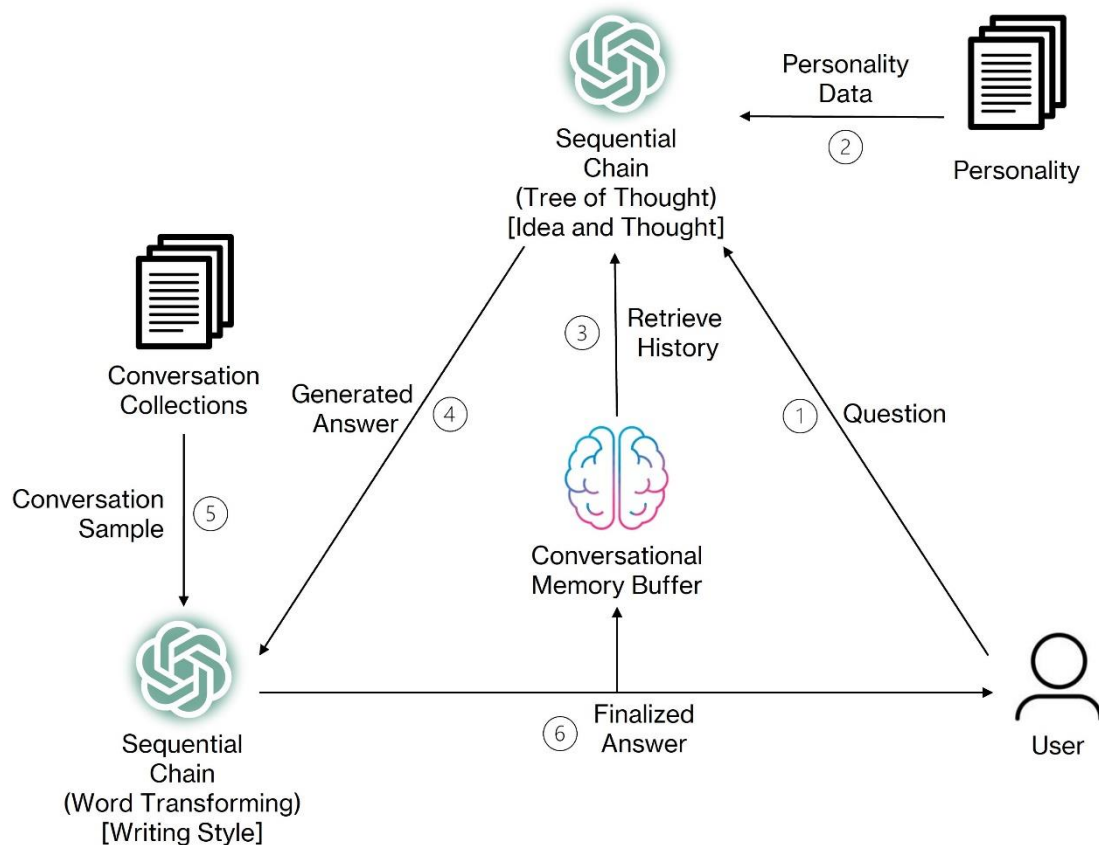 Personality
Data
2
Personality
Sequential
Chain
(Tree of Thought)
[Idea and Thought]
3
Retrieve
History
Conversation
Collections
Generated
Answer
4
1
Question
Conversation
Sample
5
Conversational
Memory Buffer
Sequential
Chain
(Word Transforming)
[Writing Style]
6
Finalized
Answer
User